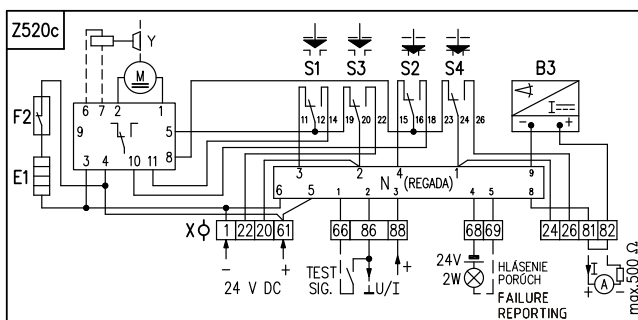 Z520c
Y
M
S1 S3 S2 S4 B3
F2
E1
6 7 2 1
9 5 8
3 4 10 11
11 12 14 19 20 22 15 16 18 23 24 26
I
- +
3 2 4 1 9
N (REGADA)
6 5 1 2 3 4 5 8
X 1 22 20 61 66 86 88 68 69 24 26 81 82
- +
24 V DC
TEST
SIG.
U/I
+
24V
2W
HLÁSENIE
PORÚCH
FAILURE
REPORTING
I
+ A -
max.500 Ω